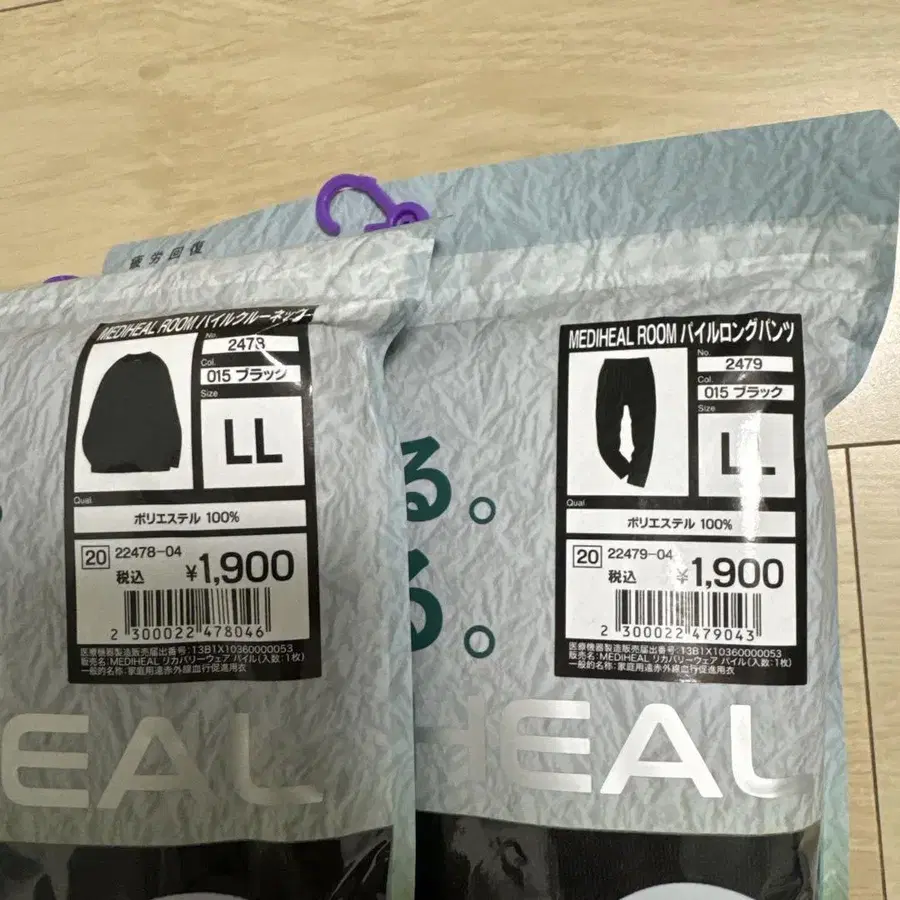 疲労回復
MEDIHEAL ROOM パイルクルーネック
No.
2478
Col.
015 ブラック
Size
LL
Qual
ポリエステル 100%
20 22478-04
税込 ¥1,900
2 300022 478046
医療機器製造販売届出番号:13B1X10360000053
販売名:MEDIHEAL リカバリーウェア パイル(入数:1枚)
一般的名称:家庭用遠赤外線血行促進用衣
EAL
MEDIHEAL ROOM パイルロングパンツ
No.
2479
Col.
015 ブラック
Size
LL
Qual
ポリエステル 100%
20 22479-04
税込 ¥1,900
2 300022 479043
医療機器製造販売届出番号:13B1X10360000053
販売名:MEDIHEAL リカバリーウェア パイル(入数:1枚)
一般的名称:家庭用遠赤外線血行促進用衣
る。
る。
HEAL